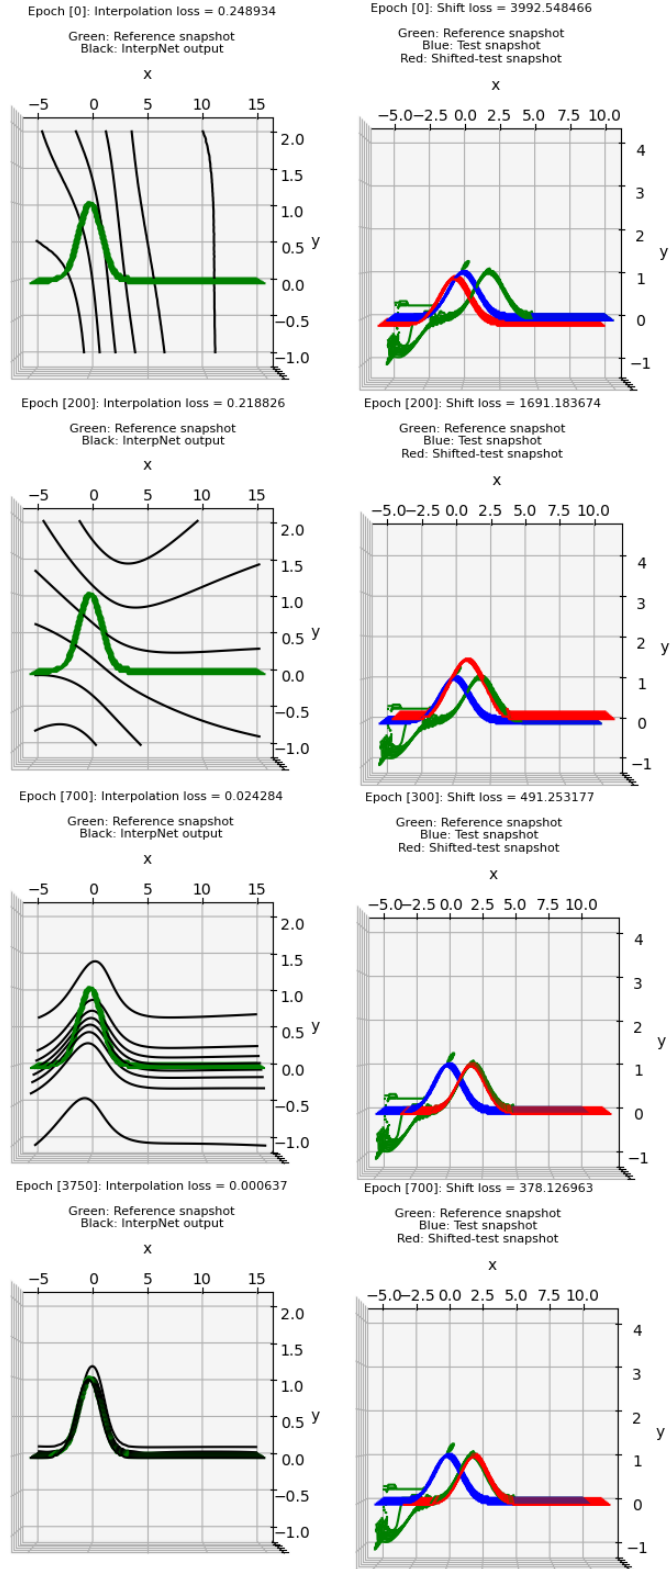 Epoch [0]: Interpolation loss = 0.248934
Green: Reference snapshot
Black: InterpNet output
x
−5 0 5 10 15
2.0
1.5
1.0
0.5
y
0.0
−0.5
−1.0
Epoch [0]: Shift loss = 3992.548466
Green: Reference snapshot
Blue: Test snapshot
Red: Shifted-test snapshot
x
−5.0 −2.5 0.0 2.5 5.0 7.5 10.0
4
3
y
2
1
0
−1
Epoch [200]: Interpolation loss = 0.218826
Green: Reference snapshot
Black: InterpNet output
x
−5 0 5 10 15
2.0
1.5
1.0
0.5
y
0.0
−0.5
−1.0
Epoch [200]: Shift loss = 1691.183674
Green: Reference snapshot
Blue: Test snapshot
Red: Shifted-test snapshot
x
−5.0 −2.5 0.0 2.5 5.0 7.5 10.0
4
3
2
y
1
0
−1
Epoch [700]: Interpolation loss = 0.024284
Green: Reference snapshot
Black: InterpNet output
x
−5 0 5 10 15
2.0
1.5
1.0
0.5
y
0.0
−0.5
−1.0
Epoch [300]: Shift loss = 491.253177
Green: Reference snapshot
Blue: Test snapshot
Red: Shifted-test snapshot
x
−5.0 −2.5 0.0 2.5 5.0 7.5 10.0
4
3
y
2
1
0
−1
Epoch [3750]: Interpolation loss = 0.000637
Green: Reference snapshot
Black: InterpNet output
x
−5 0 5 10 15
2.0
1.5
1.0
0.5
y
0.0
−0.5
−1.0
Epoch [700]: Shift loss = 378.126963
Green: Reference snapshot
Blue: Test snapshot
Red: Shifted-test snapshot
x
−5.0 −2.5 0.0 2.5 5.0 7.5 10.0
4
3
y
2
1
0
−1